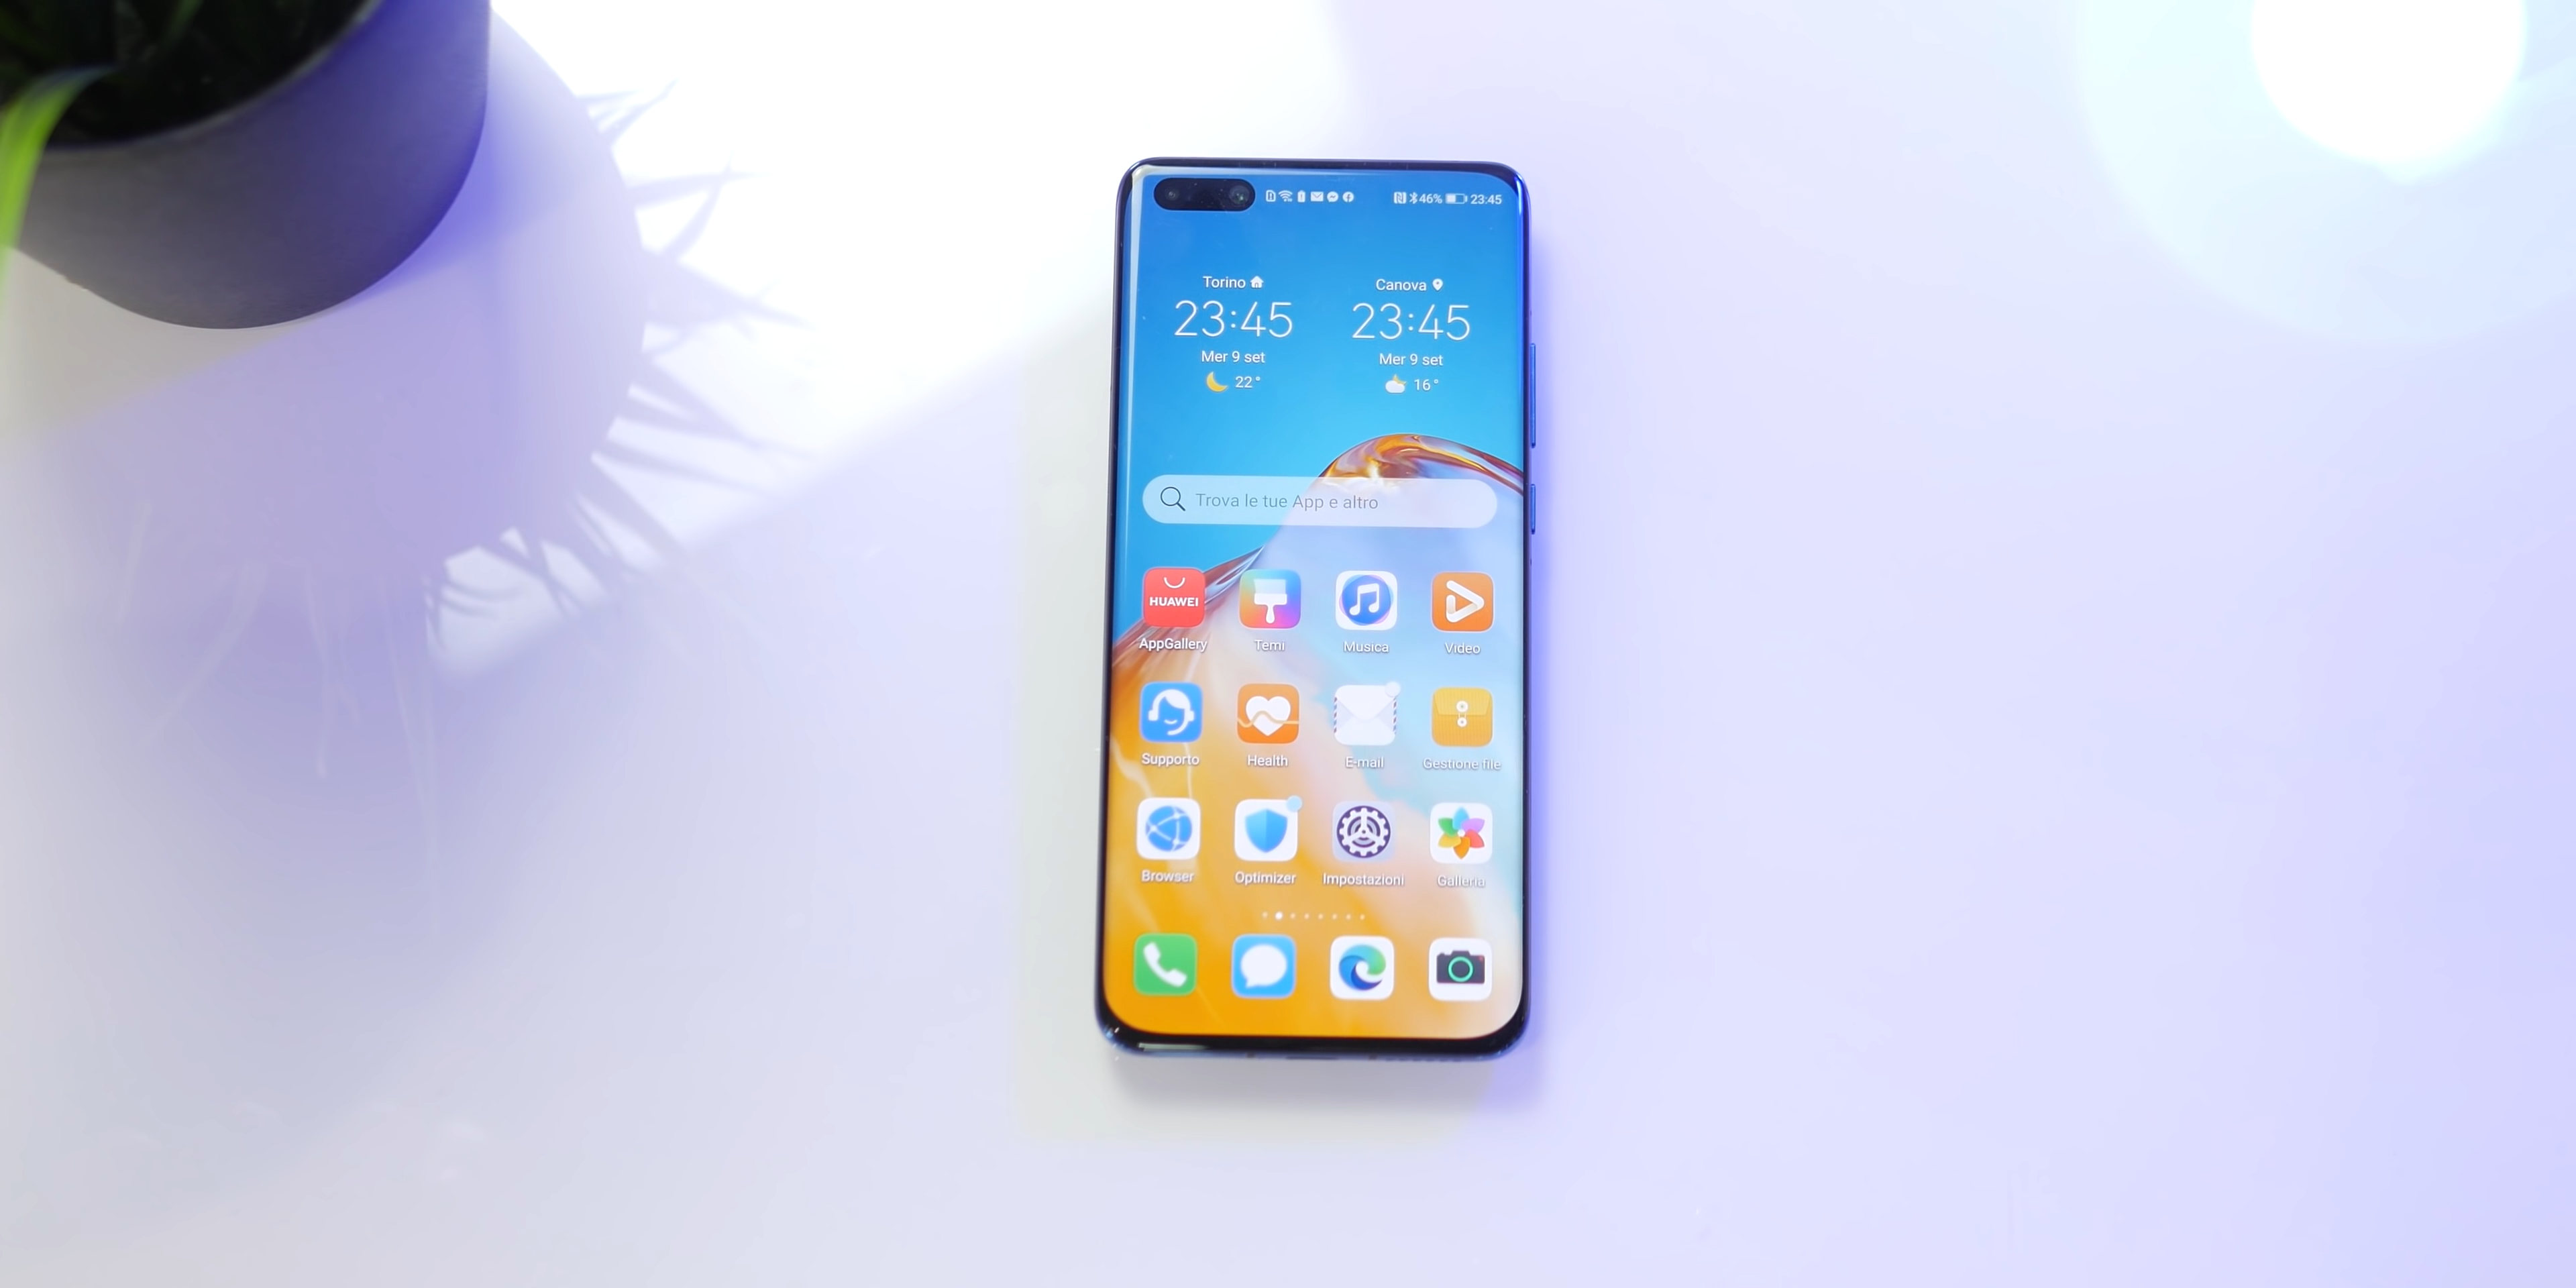 46% 23:45
Torino
23:45
Mer 9 set
22°
Canova
23:45
Mer 9 set
16°
Trova le tue App e altro
HUAWEI
AppGallery Temi Musica Video
Supporto Health E-mail Gestione file
Browser Optimizer Impostazioni Galleria